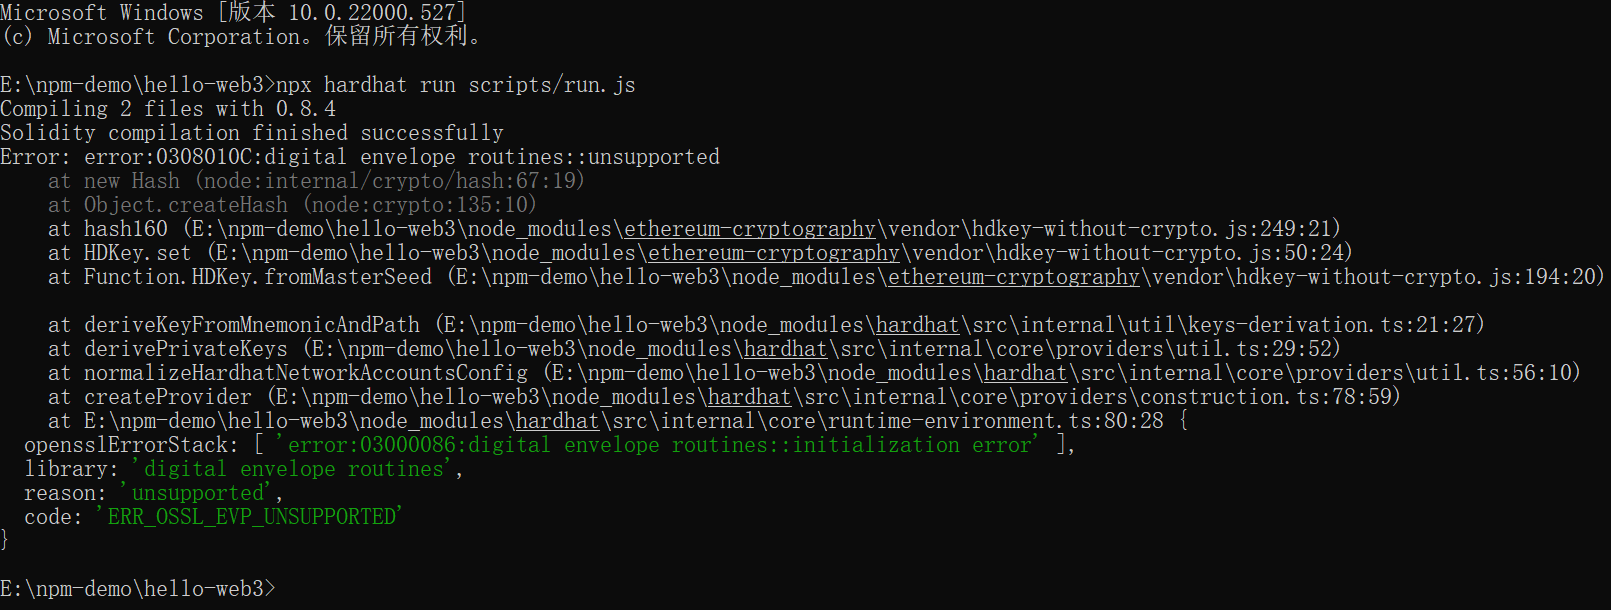 Microsoft Windows [版本 10.0.22000.527]
(c) Microsoft Corporation。保留所有权利。
E:\npm-demo\hello-web3>npx hardhat run scripts/run.js
Compiling 2 files with 0.8.4
Solidity compilation finished successfully
Error: error:0308010C:digital envelope routines::unsupported
    at new Hash (node:internal/crypto/hash:67:19)
    at Object.createHash (node:crypto:135:10)
    at hash160 (E:\npm-demo\hello-web3\node_modules\ethereum-cryptography\vendor\hdkey-without-crypto.js:249:21)
    at HDKey.set (E:\npm-demo\hello-web3\node_modules\ethereum-cryptography\vendor\hdkey-without-crypto.js:50:24)
    at Function.HDKey.fromMasterSeed (E:\npm-demo\hello-web3\node_modules\ethereum-cryptography\vendor\hdkey-without-crypto.js:194:20)
    at deriveKeyFromMnemonicAndPath (E:\npm-demo\hello-web3\node_modules\hardhat\src\internal\util\keys-derivation.ts:21:27)
    at derivePrivateKeys (E:\npm-demo\hello-web3\node_modules\hardhat\src\internal\core\providers\util.ts:29:52)
    at normalizeHardhatNetworkAccountsConfig (E:\npm-demo\hello-web3\node_modules\hardhat\src\internal\core\providers\util.ts:56:10)
    at createProvider (E:\npm-demo\hello-web3\node_modules\hardhat\src\internal\core\providers\construction.ts:78:59)
    at E:\npm-demo\hello-web3\node_modules\hardhat\src\internal\core\runtime-environment.ts:80:28 {
  opensslErrorStack: [ 'error:03000086:digital envelope routines::initialization error' ],
  library: 'digital envelope routines',
  reason: 'unsupported',
  code: 'ERR_OSSL_EVP_UNSUPPORTED'
}
E:\npm-demo\hello-web3>